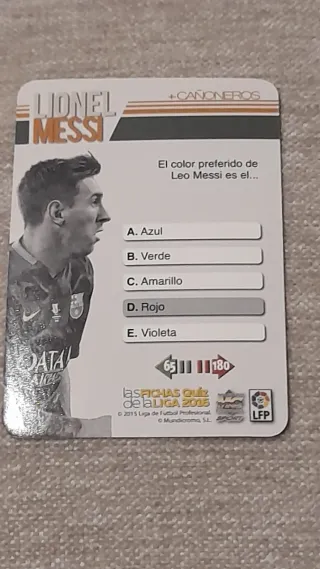 LIONEL
MESSI
+CAÑONEROS
El color preferido de
Leo Messi es el...
A. Azul
B. Verde
C. Amarillo
D. Rojo
E. Violeta
65 180
las FICHAS QUIZ
de la LIGA 2016
© 2015 Liga de Fútbol Profesional.
© Mundicromo, S.L.
LFP